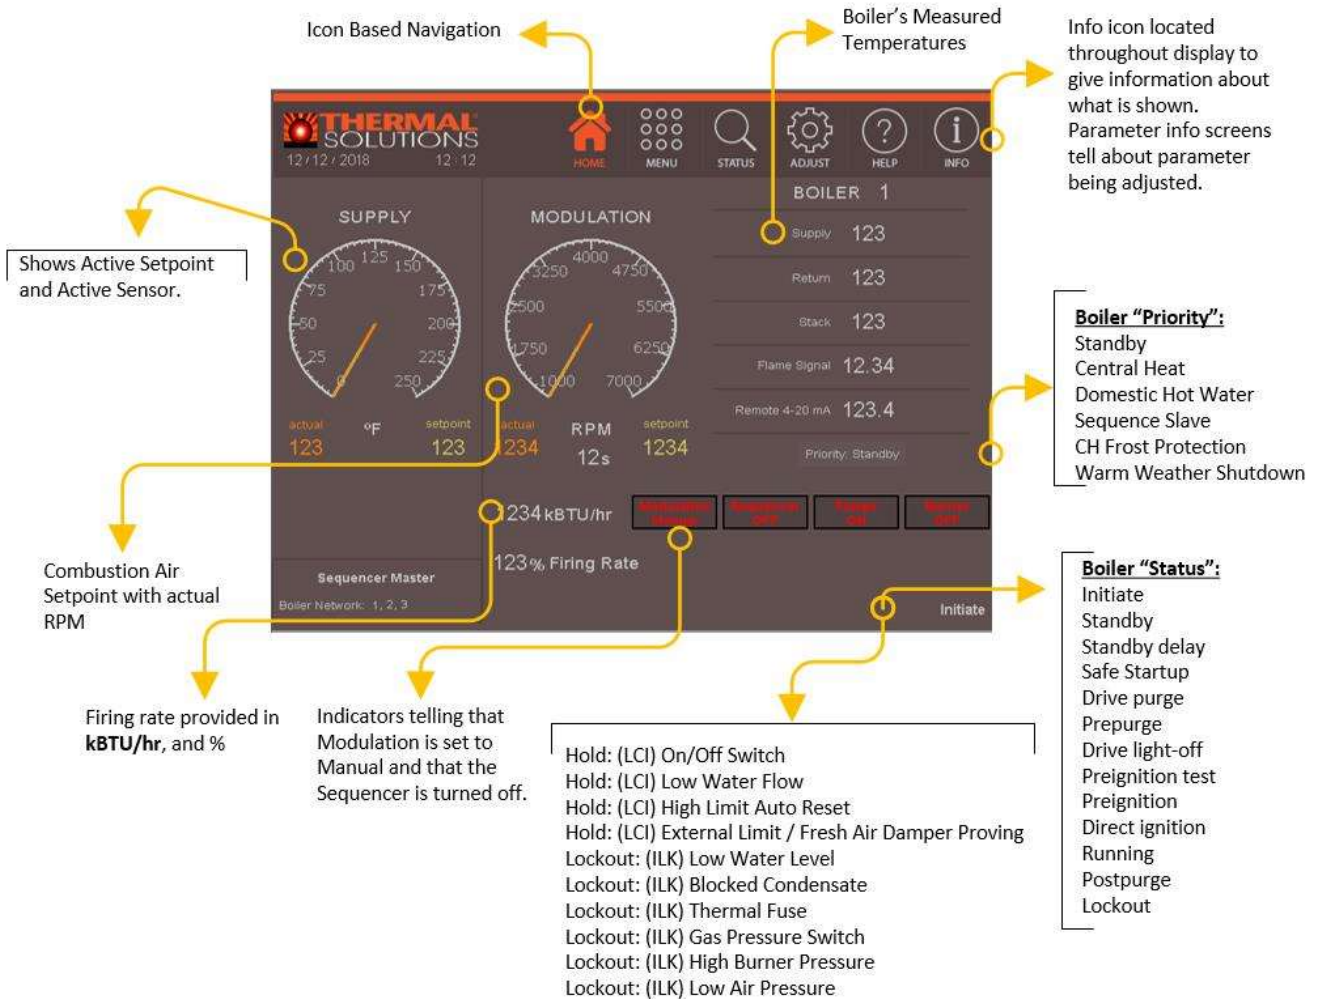 Icon Based Navigation
Boiler's Measured
Temperatures
Info icon located
throughout display to
give information about
what is shown.
Parameter info screens
tell about parameter
being adjusted.
THERMAL
SOLUTIONS
12 / 12 / 2018 12 : 12
HOME
MENU
STATUS
ADJUST
HELP
INFO
Shows Active Setpoint
and Active Sensor.
SUPPLY
0 25 50 75 100 125 150 175 200 225 250
actual °F setpoint
123 123
MODULATION
1000 1750 2500 3250 4000 4750 5500 6250 7000
actual RPM setpoint
1234 12s 1234
BOILER 1
Supply 123
Return 123
Stack 123
Flame Signal 12.34
Remote 4-20 mA 123.4
Priority: Standby
1234 kBTU/hr
Modulation
Manual
Sequencer
OFF
ON
Burner
OFF
123% Firing Rate
Sequencer Master
Boiler Network: 1, 2, 3
Initiate
Boiler "Priority":
Standby
Central Heat
Domestic Hot Water
Sequence Slave
CH Frost Protection
Warm Weather Shutdown
Combustion Air
Setpoint with actual
RPM
Firing rate provided in
kBTU/hr, and %
Indicators telling that
Modulation is set to
Manual and that the
Sequencer is turned off.
Hold: (LCI) On/Off Switch
Hold: (LCI) Low Water Flow
Hold: (LCI) High Limit Auto Reset
Hold: (LCI) External Limit / Fresh Air Damper Proving
Lockout: (ILK) Low Water Level
Lockout: (ILK) Blocked Condensate
Lockout: (ILK) Thermal Fuse
Lockout: (ILK) Gas Pressure Switch
Lockout: (ILK) High Burner Pressure
Lockout: (ILK) Low Air Pressure
Boiler "Status":
Initiate
Standby
Standby delay
Safe Startup
Drive purge
Prepurge
Drive light-off
Preignition test
Preignition
Direct ignition
Running
Postpurge
Lockout